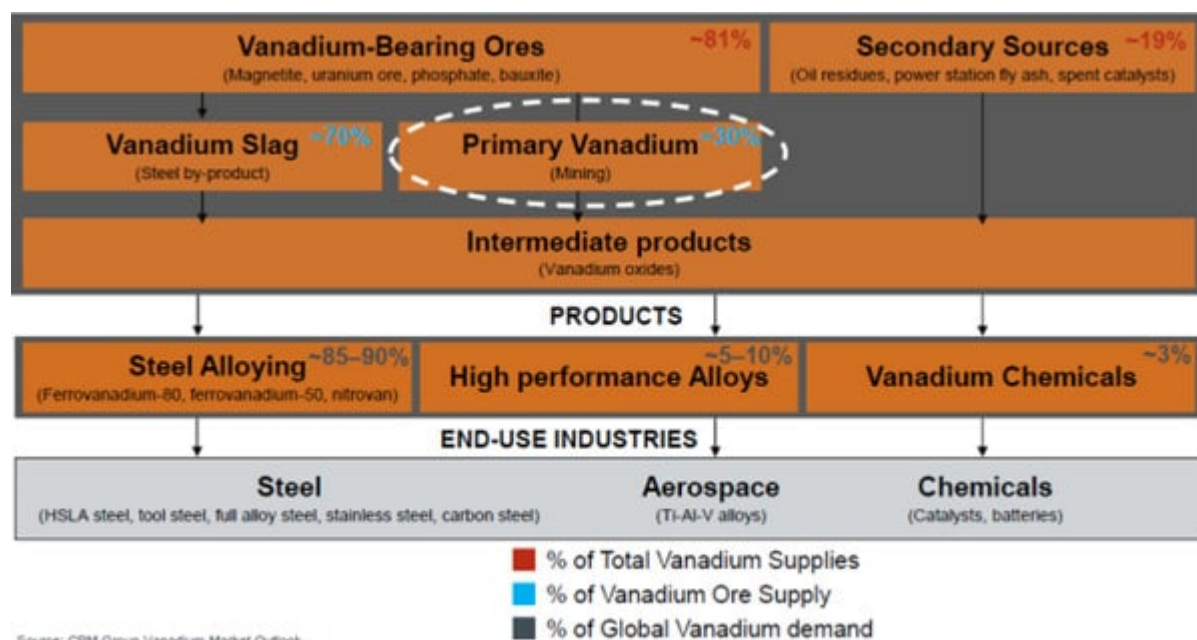 Vanadium-Bearing Ores ~81%
(Magnetite, uranium ore, phosphate, bauxite)
Secondary Sources ~19%
(Oil residues, power station fly ash, spent catalysts)
Vanadium Slag ~70%
(Steel by-product)
Primary Vanadium ~30%
(Mining)
Intermediate products
(Vanadium oxides)
PRODUCTS
Steel Alloying ~85–90%
(Ferrovanadium-80, ferrovanadium-50, nitrovan)
High performance Alloys ~5–10%
Vanadium Chemicals ~3%
END-USE INDUSTRIES
Steel
(HSLA steel, tool steel, full alloy steel, stainless steel, carbon steel)
Aerospace
(Ti-Al-V alloys)
Chemicals
(Catalysts, batteries)
% of Total Vanadium Supplies
% of Vanadium Ore Supply
% of Global Vanadium demand
Group Vanadium Market Outlook